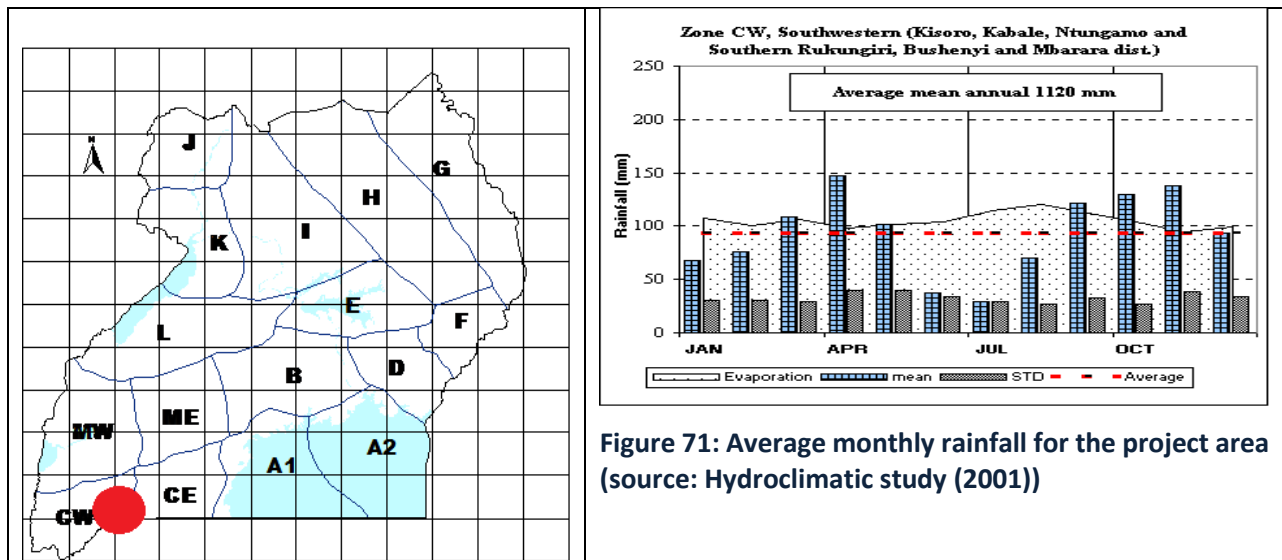 N
J
G
H
K
I
E
F
L
B
D
ME
MW
A2
A1
CE
CW
Zone CW, Southwestern (Kisoro, Kabale, Ntungamo and
Southern Rukungiri, Bushenyi and Mbarara dist.)
Average mean annual 1120 mm
Rainfall (mm)
250
200
150
100
50
0
JAN APR JUL OCT
Evaporation mean STD Average
Figure 71: Average monthly rainfall for the project area
(source: Hydroclimatic study (2001))